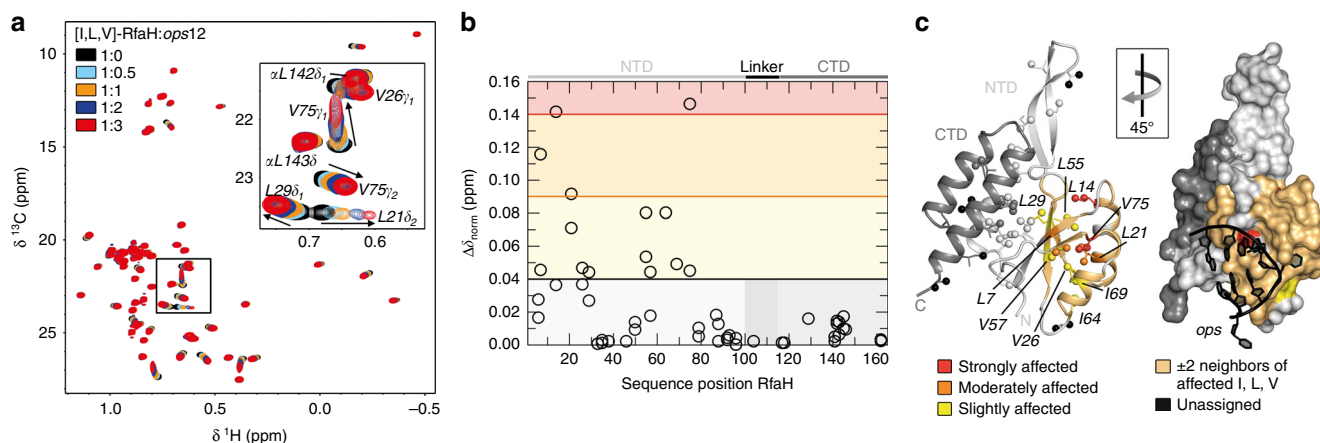 a
[I,L,V]-RfaH:ops12
1:0
1:0.5
1:1
1:2
1:3
10
15
20
25
δ ¹³C (ppm)
1.0
0.5
0.0
−0.5
δ ¹H (ppm)
αL142δ₁
V26γ₁
V75γ₁
αL143δ
V75γ₂
L29δ₁
L21δ₂
22
23
0.7
0.6
b
NTD
Linker
CTD
0.16
0.14
0.12
0.10
0.08
0.06
0.04
0.02
0.00
Δδnorm (ppm)
20
40
60
80
100
120
140
160
Sequence position RfaH
c
NTD
CTD
45°
L55
L14
L29
V75
L21
L7
I69
V57
N
I64
V26
C
ops
Strongly affected
Moderately affected
Slightly affected
±2 neighbors of
affected I, L, V
Unassigned